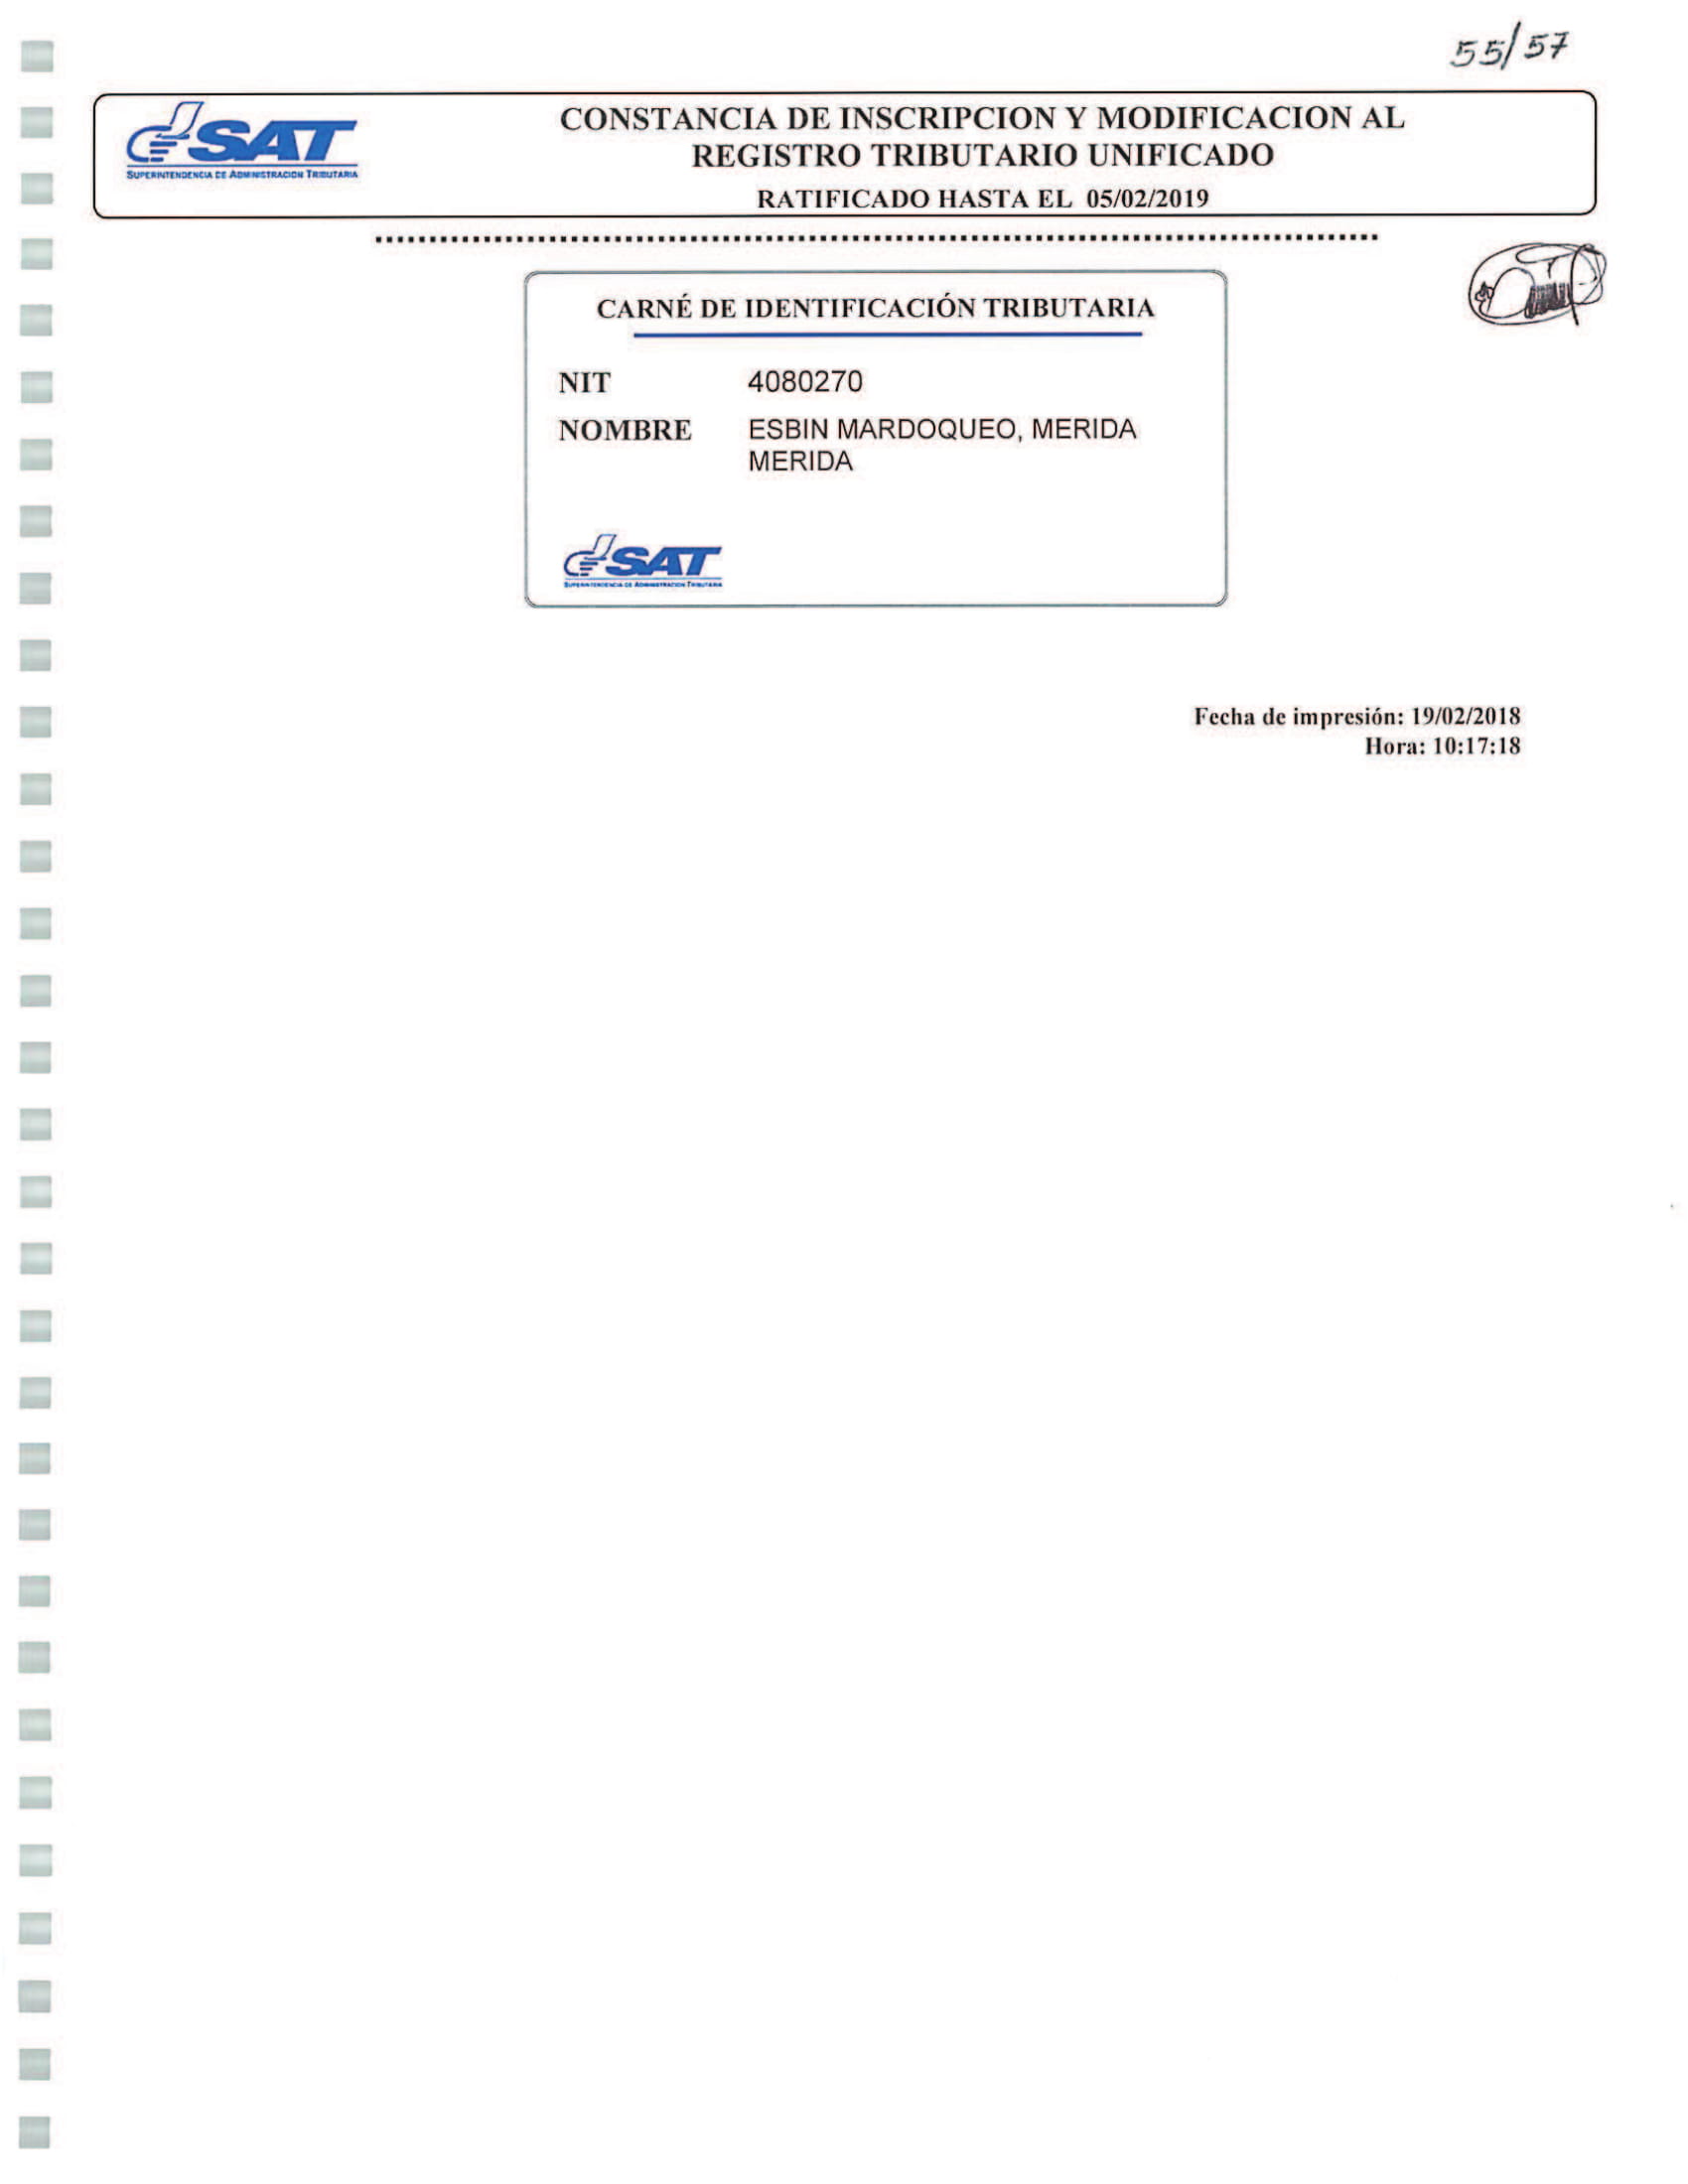 55/57
SAT
SUPERINTENDENCIA DE ADMINISTRACION TRIBUTARIA
CONSTANCIA DE INSCRIPCION Y MODIFICACION AL
REGISTRO TRIBUTARIO UNIFICADO
RATIFICADO HASTA EL 05/02/2019
CARNÉ DE IDENTIFICACIÓN TRIBUTARIA
NIT 4080270
NOMBRE ESBIN MARDOQUEO, MERIDA
MERIDA
SAT
SUPERINTENDENCIA DE ADMINISTRACION TRIBUTARIA
Fecha de impresión: 19/02/2018
Hora: 10:17:18